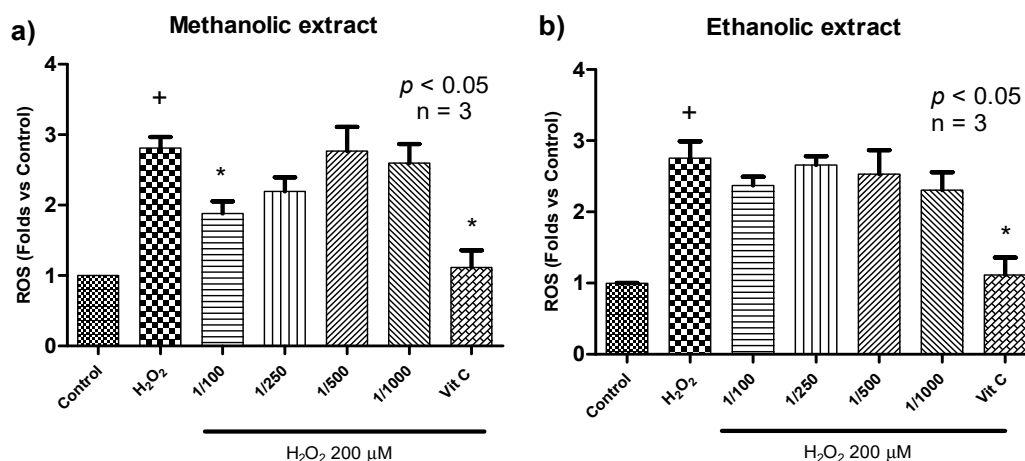 a)
Methanolic extract
ROS (Folds vs Control)
4
3
2
1
0
+
*
*
p < 0.05
n = 3
Control
H₂O₂
1/100
1/250
1/500
1/1000
Vit C
H₂O₂ 200 µM
b)
Ethanolic extract
ROS (Folds vs Control)
4
3
2
1
0
+
*
p < 0.05
n = 3
Control
H₂O₂
1/100
1/250
1/500
1/1000
Vit C
H₂O₂ 200 µM